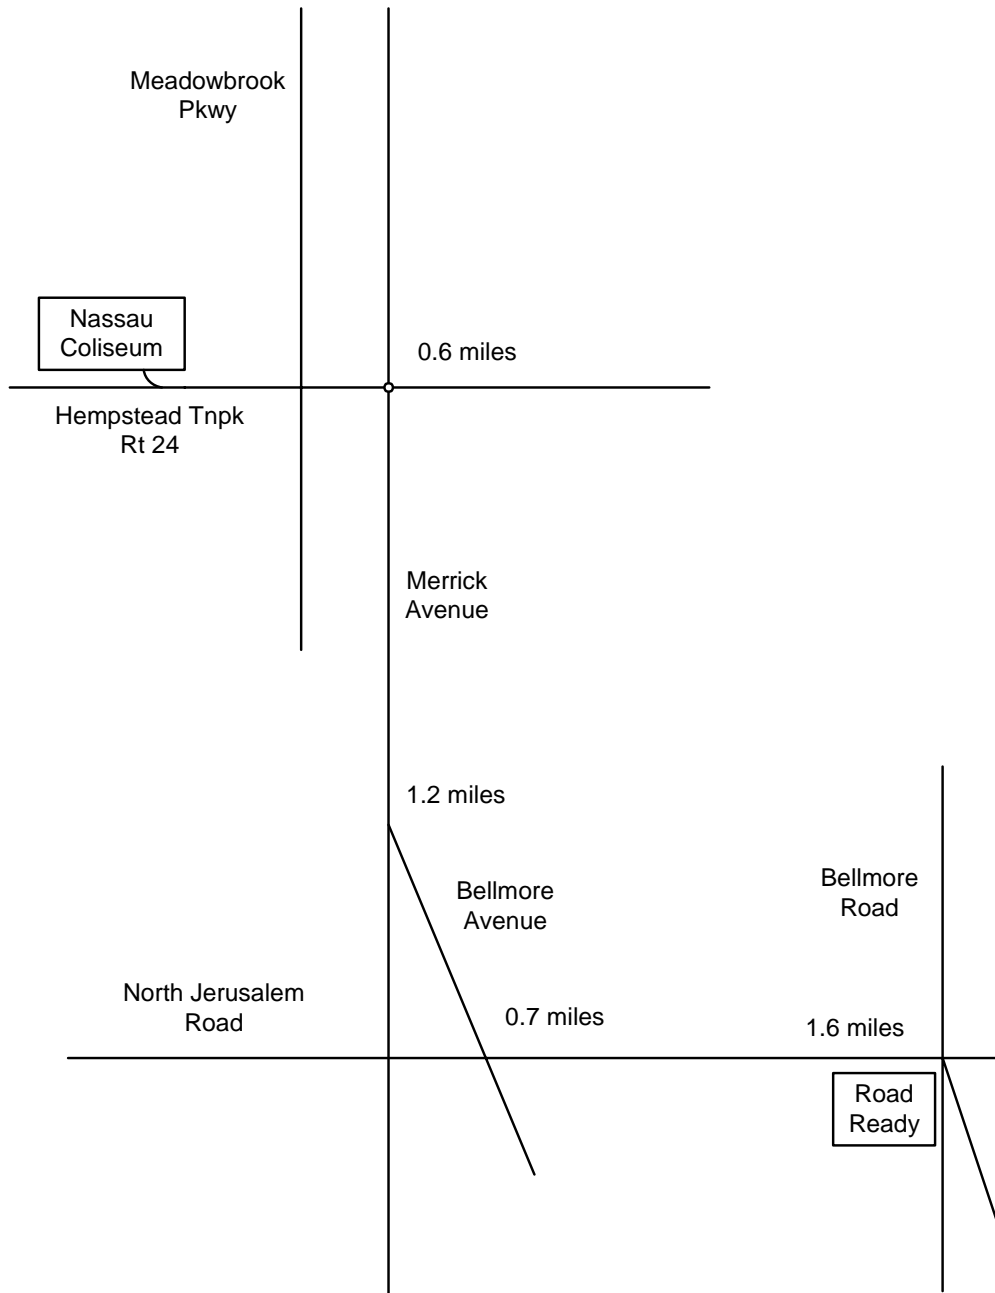 Meadowbrook
Pkwy
Nassau
Coliseum
0.6 miles
Hempstead Tnpk
Rt 24
Merrick
Avenue
1.2 miles
Bellmore
Avenue
Bellmore
Road
North Jerusalem
Road
0.7 miles
1.6 miles
Road
Ready